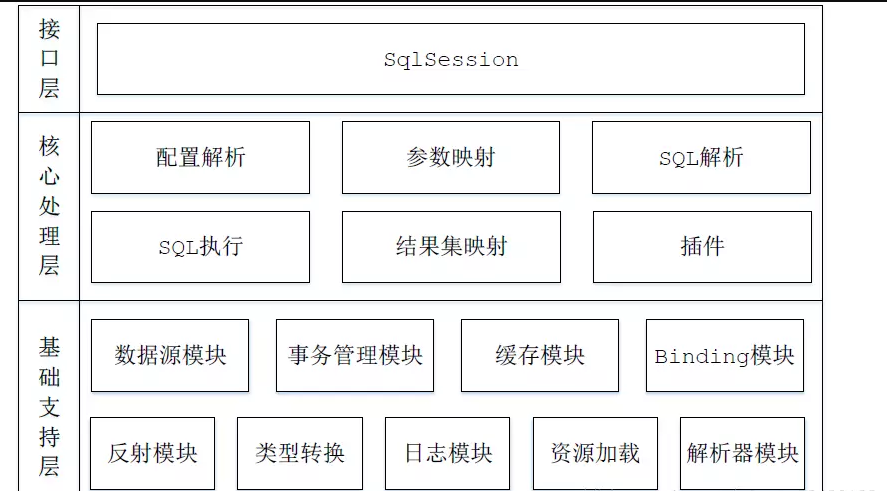 接口层
SqlSession
核心处理层
配置解析
参数映射
SQL解析
SQL执行
结果集映射
插件
基础支持层
数据源模块
事务管理模块
缓存模块
Binding模块
反射模块
类型转换
日志模块
资源加载
解析器模块